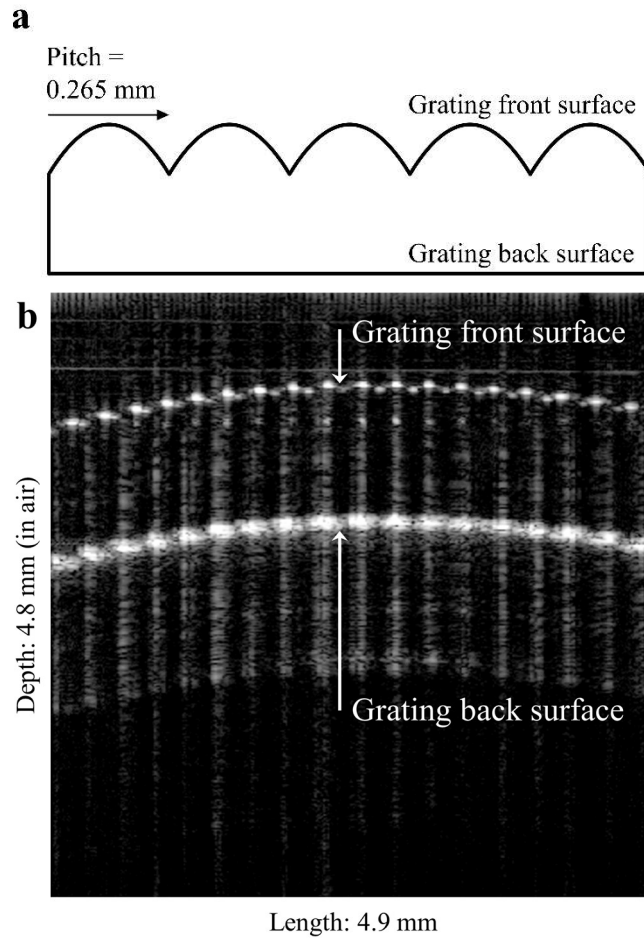 a
Pitch =
0.265 mm
Grating front surface
Grating back surface
b
Grating front surface
Depth: 4.8 mm (in air)
Grating back surface
Length: 4.9 mm